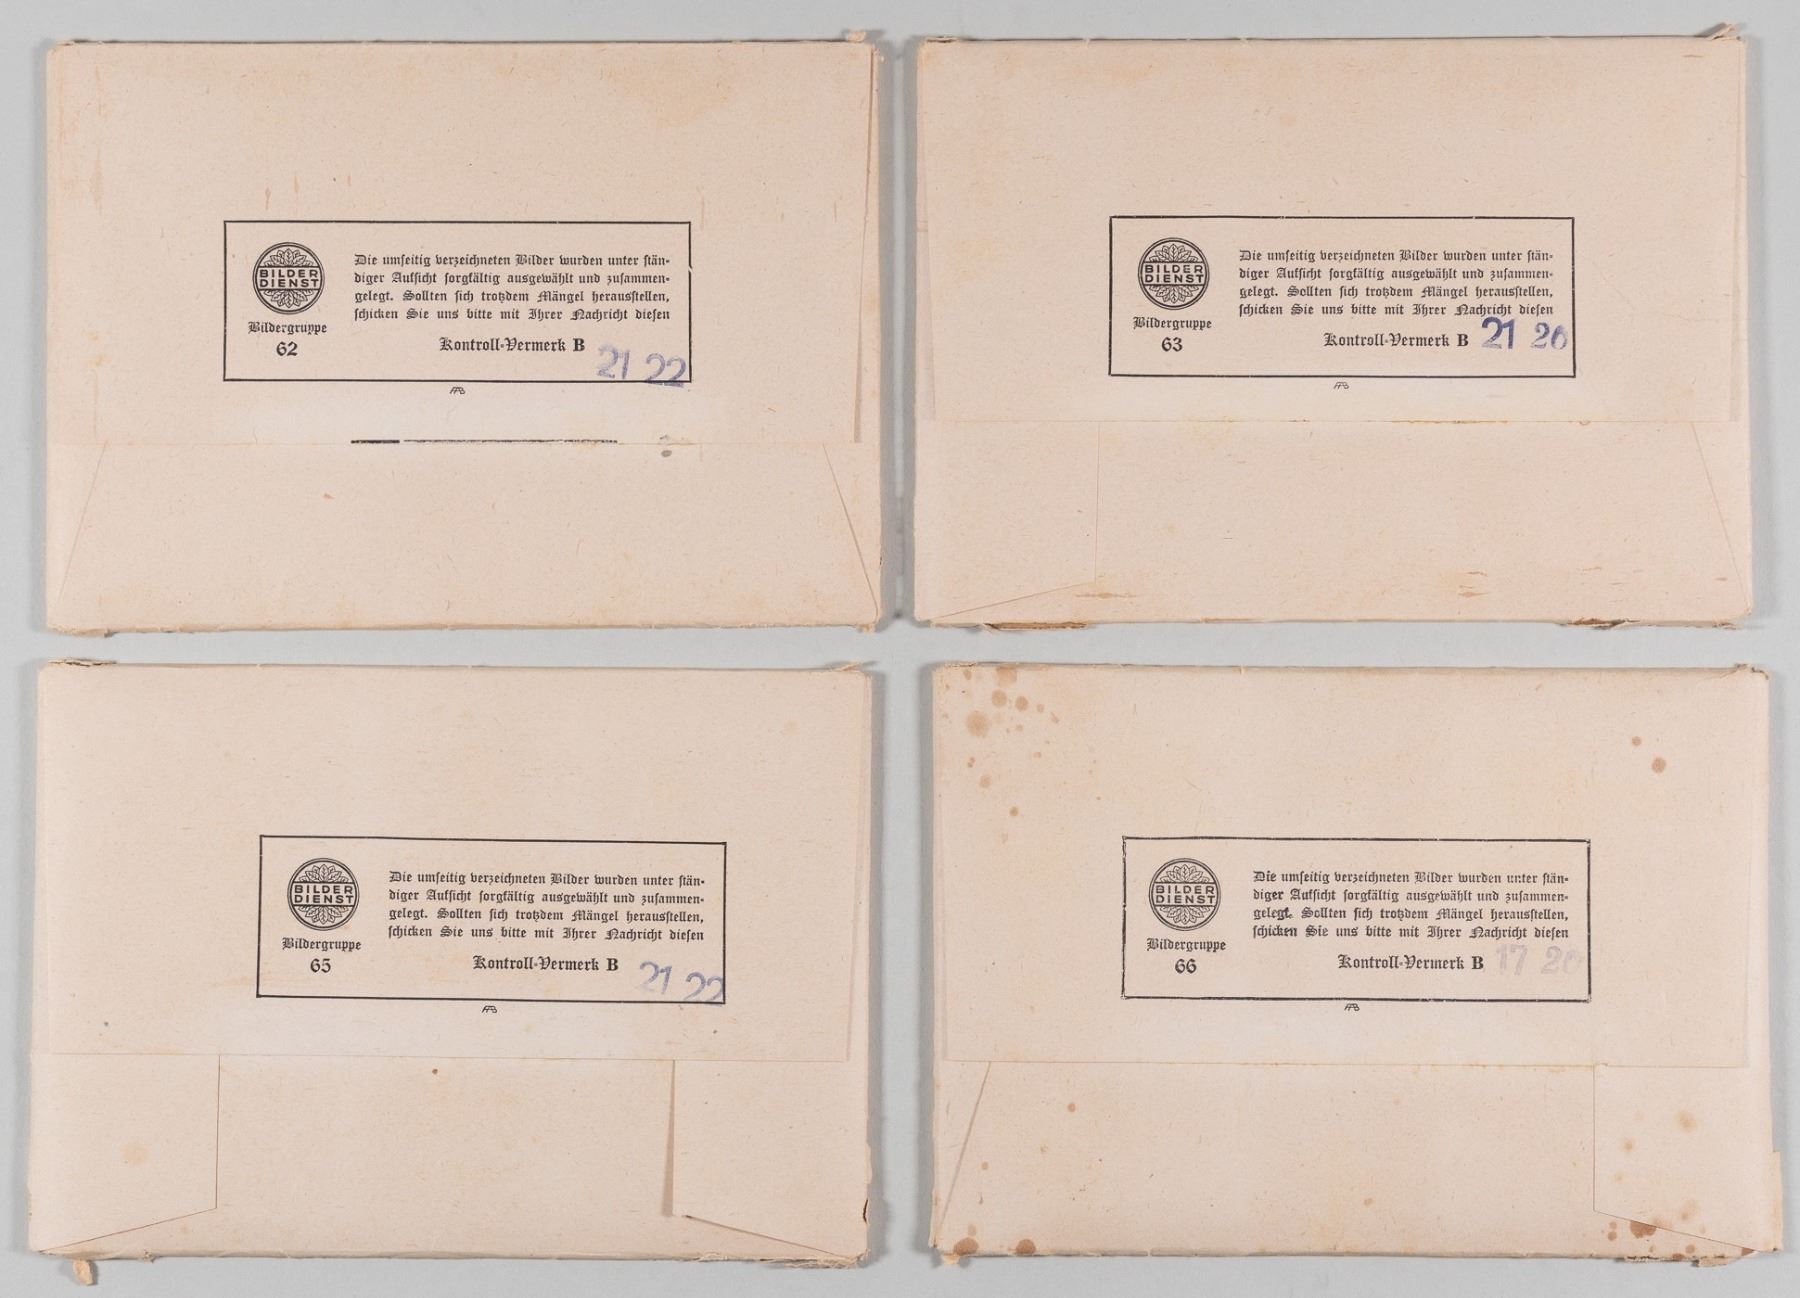 BILDER
DIENST
Bildergruppe
62
Die umseitig verzeichneten Bilder wurden unter stän-
diger Aufsicht sorgfältig ausgewählt und zusammen-
gelegt. Sollten sich trotzdem Mängel herausstellen,
schicken Sie uns bitte mit Ihrer Nachricht diesen
Kontroll-Vermerk B 21 22
BILDER
DIENST
Bildergruppe
63
Die umseitig verzeichneten Bilder wurden unter stän-
diger Aufsicht sorgfältig ausgewählt und zusammen-
gelegt. Sollten sich trotzdem Mängel herausstellen,
schicken Sie uns bitte mit Ihrer Nachricht diesen
Kontroll-Vermerk B 21 20
BILDER
DIENST
Bildergruppe
65
Die umseitig verzeichneten Bilder wurden unter stän-
diger Aufsicht sorgfältig ausgewählt und zusammen-
gelegt. Sollten sich trotzdem Mängel herausstellen,
schicken Sie uns bitte mit Ihrer Nachricht diesen
Kontroll-Vermerk B 21 22
BILDER
DIENST
Bildergruppe
66
Die umseitig verzeichneten Bilder wurden unter stän-
diger Aufsicht sorgfältig ausgewählt und zusammen-
gelegt. Sollten sich trotzdem Mängel herausstellen,
schicken Sie uns bitte mit Ihrer Nachricht diesen
Kontroll-Vermerk B 17 20